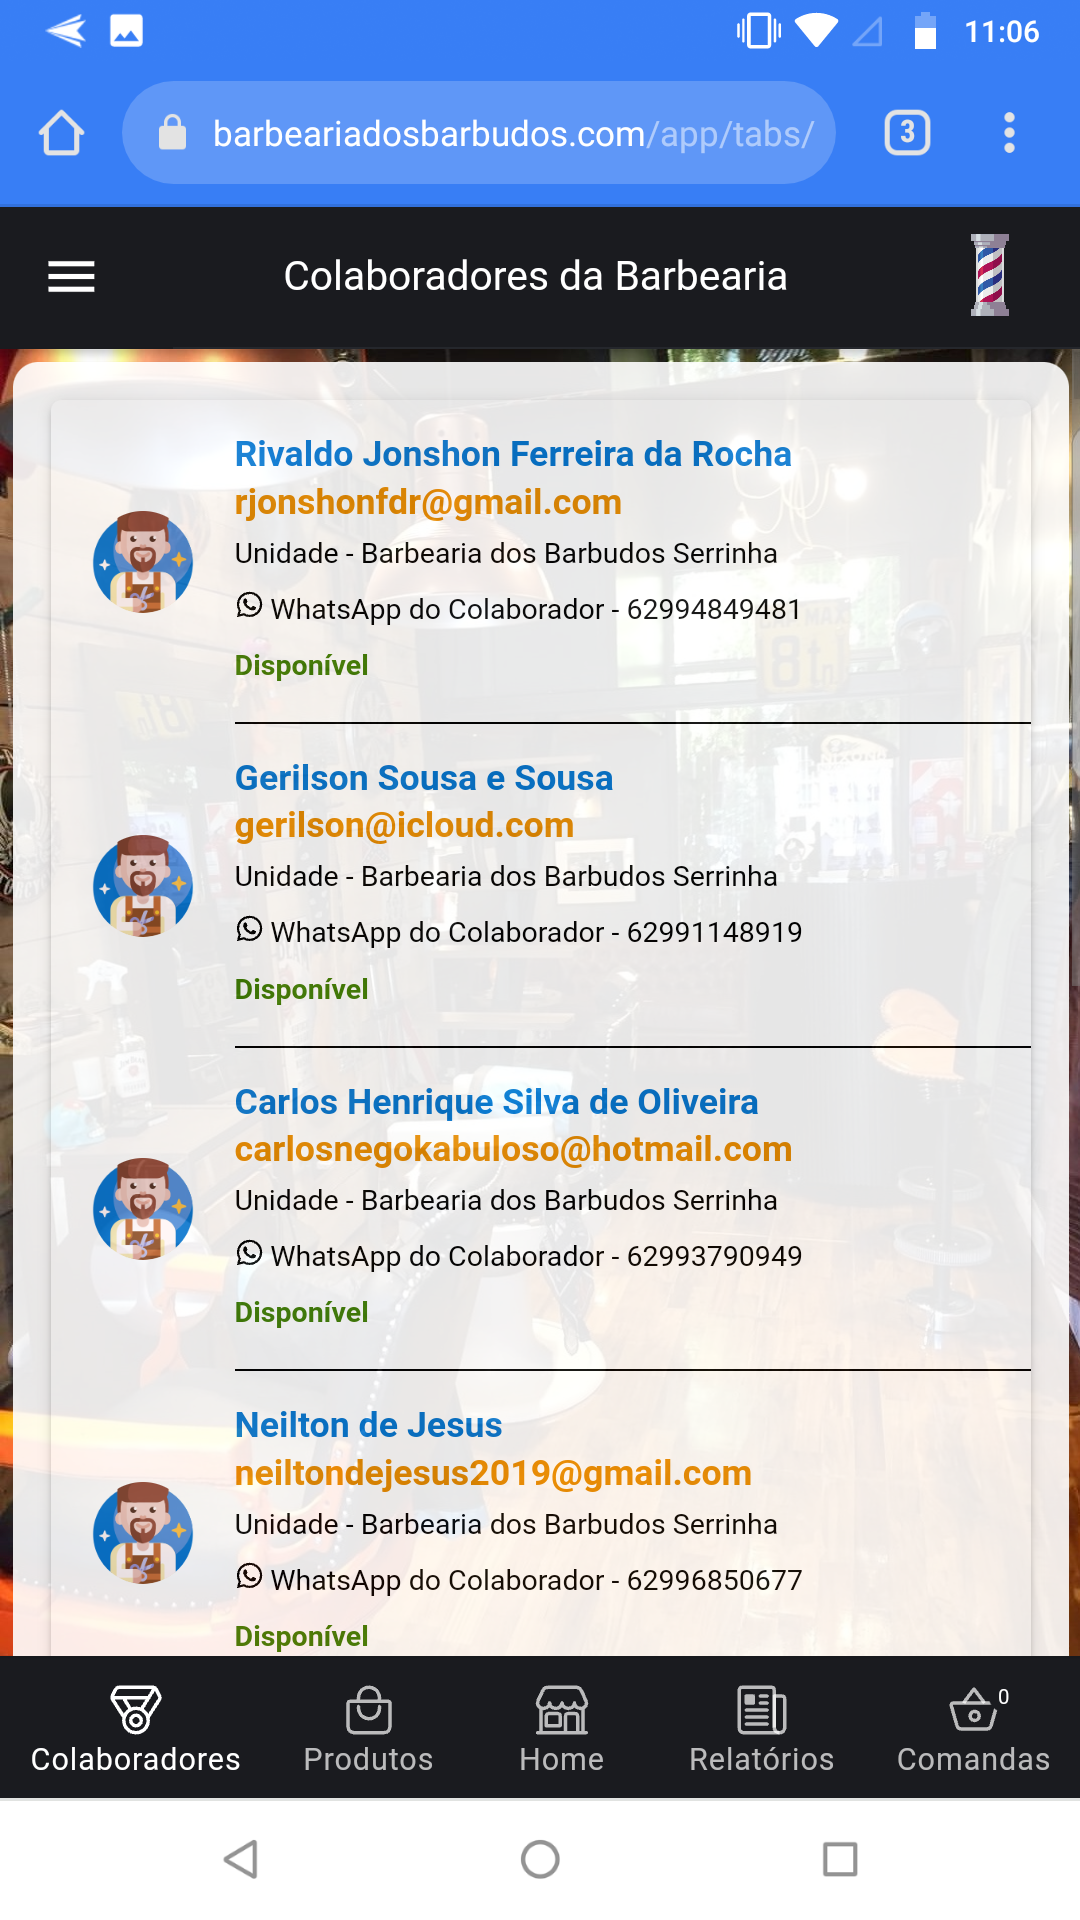 11:06
barbeariadosbarbudos.com/app/tabs/
3
Colaboradores da Barbearia
Rivaldo Jonshon Ferreira da Rocha
rjonshonfdr@gmail.com
Unidade - Barbearia dos Barbudos Serrinha
WhatsApp do Colaborador - 62994849481
Disponível
Gerilson Sousa e Sousa
gerilson@icloud.com
Unidade - Barbearia dos Barbudos Serrinha
WhatsApp do Colaborador - 62991148919
Disponível
Carlos Henrique Silva de Oliveira
carlosnegokabuloso@hotmail.com
Unidade - Barbearia dos Barbudos Serrinha
WhatsApp do Colaborador - 62993790949
Disponível
Neilton de Jesus
neiltondejesus2019@gmail.com
Unidade - Barbearia dos Barbudos Serrinha
WhatsApp do Colaborador - 62996850677
Disponível
0
Colaboradores Produtos Home Relatórios Comandas